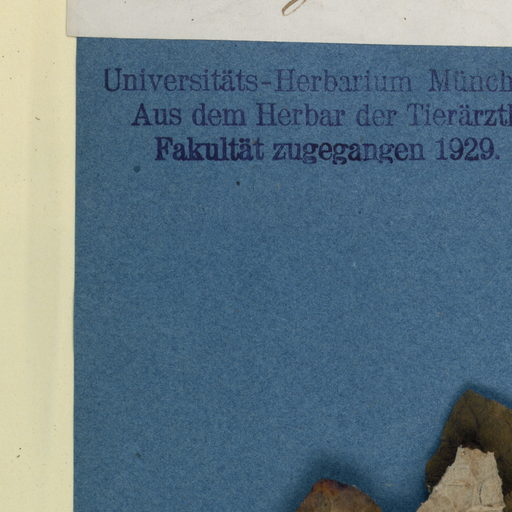 Universitäts-Herbarium Münch
Aus dem Herbar der Tierärztl
Fakultät zugegangen 1929.